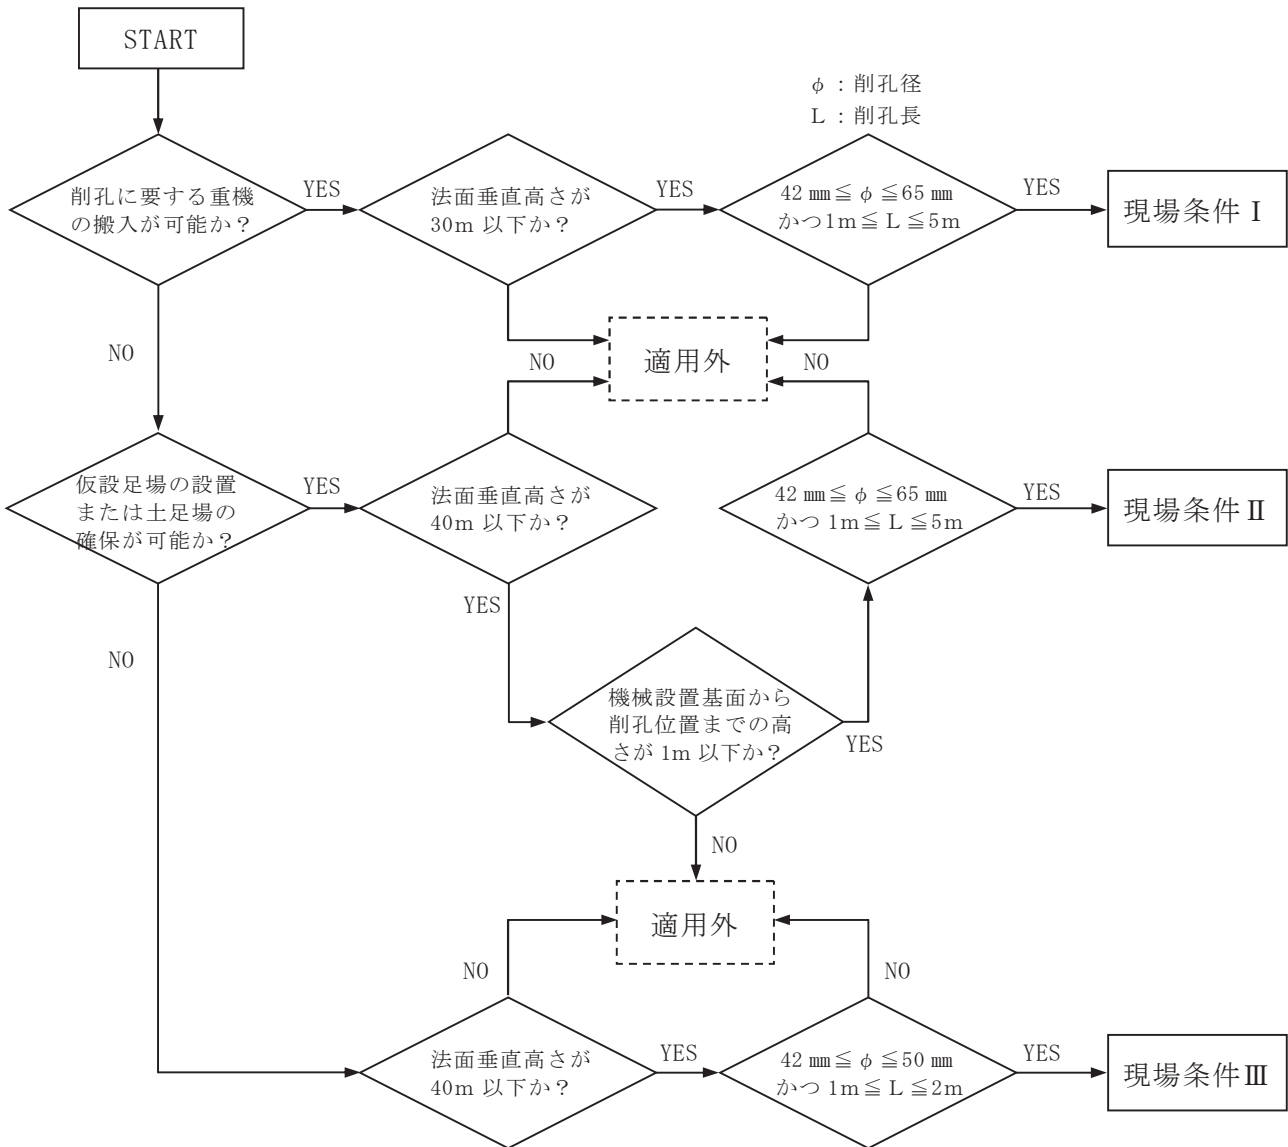 START
φ：削孔径
L：削孔長
削孔に要する重機
の搬入が可能か？
YES
法面垂直高さが
30m 以下か？
YES
42 ㎜≦ φ ≦65 ㎜
かつ1m≦ L ≦5m
YES
現場条件Ⅰ
NO
NO
適用外
NO
仮設足場の設置
または土足場の
確保が可能か？
YES
法面垂直高さが
40m 以下か？
42 ㎜≦ φ ≦65 ㎜
かつ 1m≦ L ≦5m
YES
現場条件Ⅱ
YES
NO
機械設置基面から
削孔位置までの高
さが 1m 以下か？
YES
NO
適用外
NO
NO
法面垂直高さが
40m 以下か？
YES
42 ㎜≦ φ ≦50 ㎜
かつ 1m≦ L ≦2m
YES
現場条件Ⅲ